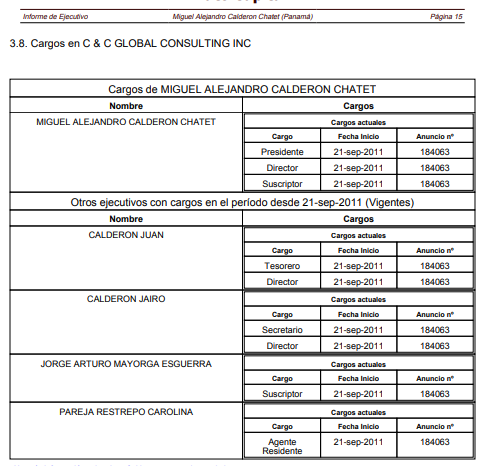 Informe de Ejecutivo Miguel Alejandro Calderon Chatet (Panamá) Página 15
3.8. Cargos en C & C GLOBAL CONSULTING INC
Cargos de MIGUEL ALEJANDRO CALDERON CHATET
Nombre Cargos
MIGUEL ALEJANDRO CALDERON CHATET Cargos actuales
Cargo Fecha Inicio Anuncio nº
Presidente 21-sep-2011 184063
Director 21-sep-2011 184063
Suscriptor 21-sep-2011 184063
Otros ejecutivos con cargos en el período desde 21-sep-2011 (Vigentes)
Nombre Cargos
CALDERON JUAN Cargos actuales
Cargo Fecha Inicio Anuncio nº
Tesorero 21-sep-2011 184063
Director 21-sep-2011 184063
CALDERON JAIRO Cargos actuales
Cargo Fecha Inicio Anuncio nº
Secretario 21-sep-2011 184063
Director 21-sep-2011 184063
JORGE ARTURO MAYORGA ESGUERRA Cargos actuales
Cargo Fecha Inicio Anuncio nº
Suscriptor 21-sep-2011 184063
PAREJA RESTREPO CAROLINA Cargos actuales
Cargo Fecha Inicio Anuncio nº
Agente 21-sep-2011 184063
Residente